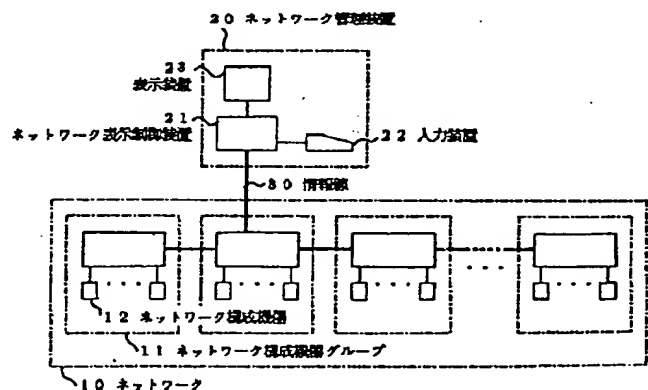 20 ネットワーク管理装置
23
表示装置
21
ネットワーク表示制御装置
22 入力装置
30 情報線
12 ネットワーク構成機器
11 ネットワーク構成機器グループ
10 ネットワーク